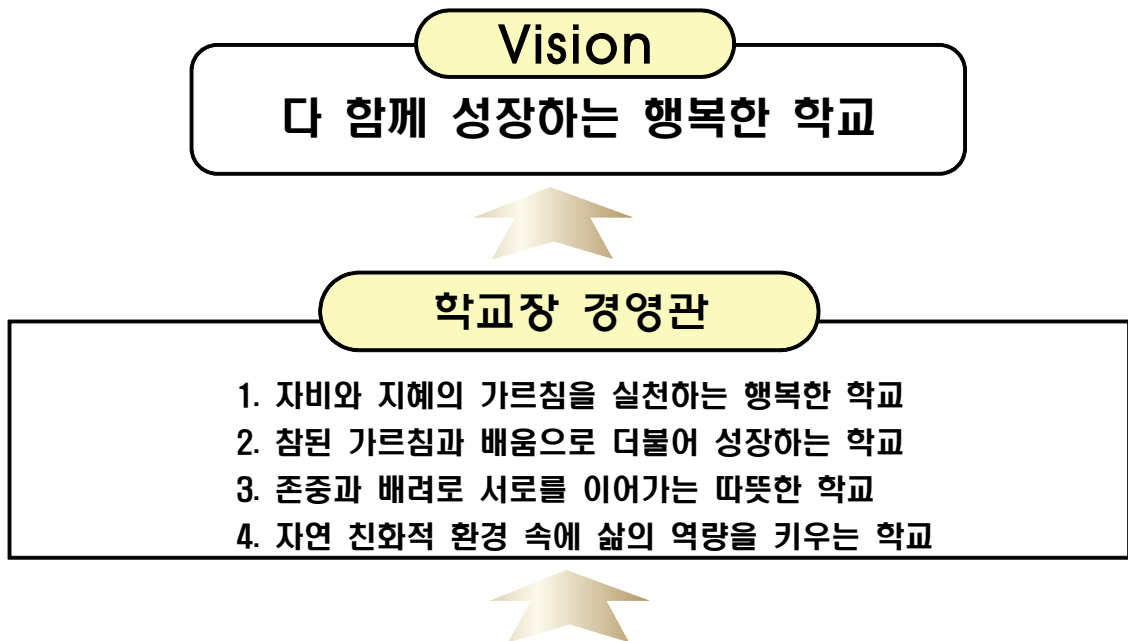 Vision
다 함께 성장하는 행복한 학교
학교장 경영관
1. 자비와 지혜의 가르침을 실천하는 행복한 학교
2. 참된 가르침과 배움으로 더불어 성장하는 학교
3. 존중과 배려로 서로를 이어가는 따뜻한 학교
4. 자연 친화적 환경 속에 삶의 역량을 키우는 학교